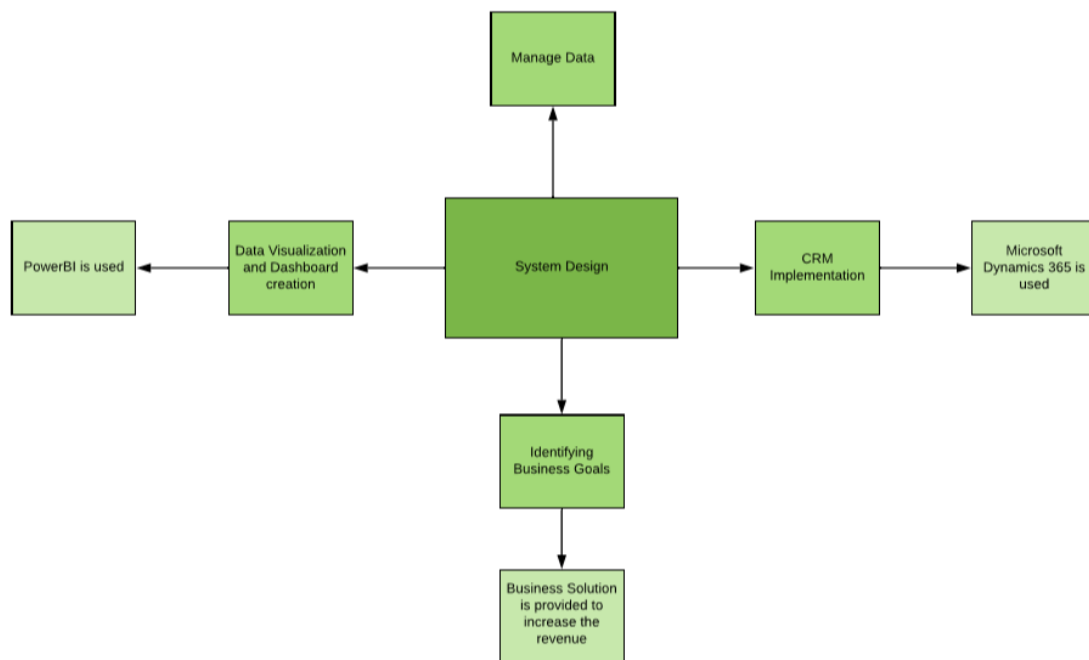 Manage Data
PowerBI is used
Data Visualization
and Dashboard
creation
System Design
CRM
Implementation
Microsoft
Dynamics 365 is
used
Identifying
Business Goals
Business Solution
is provided to
increase the
revenue